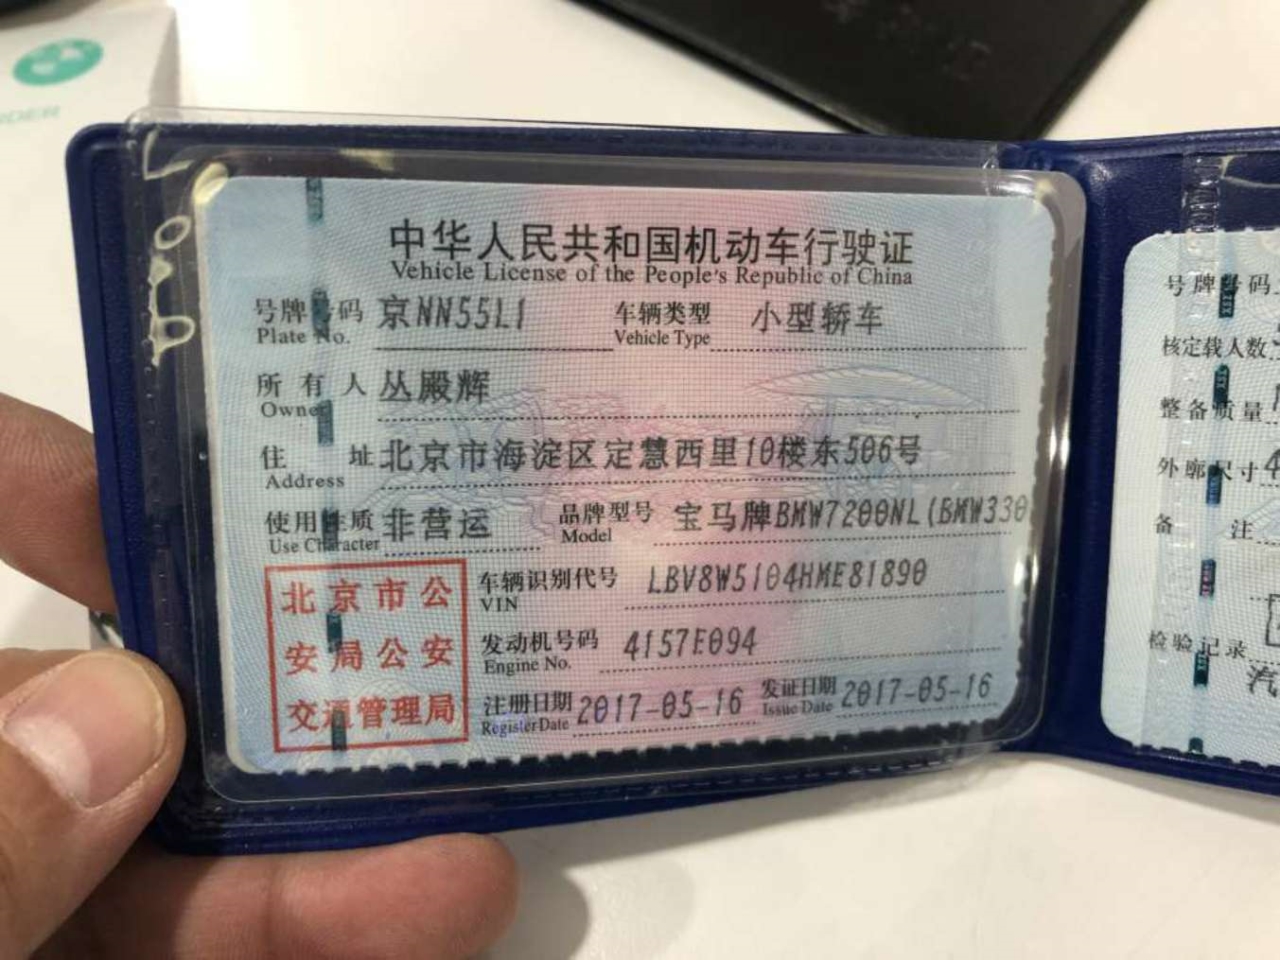 中华人民共和国机动车行驶证
Vehicle License of the People's Republic of China
号牌号码 京NN55L1 车辆类型 小型轿车
Plate No. Vehicle Type
所有人 丛殿辉
Owner
住址 北京市海淀区定慧西里10楼东506号
Address
使用性质 非营运 品牌型号 宝马牌BMW7200NL(BMW330
Use Character Model
北京市公
安局公安
交通管理局
车辆识别代号 LBV8W5104HME81890
VIN
发动机号码 4157E094
Engine No.
注册日期 2017-05-16 发证日期 2017-05-16
Register Date Issue Date
号牌号码
核定载人数
整备质量
外廓尺寸 4
备注
检验记录
汽